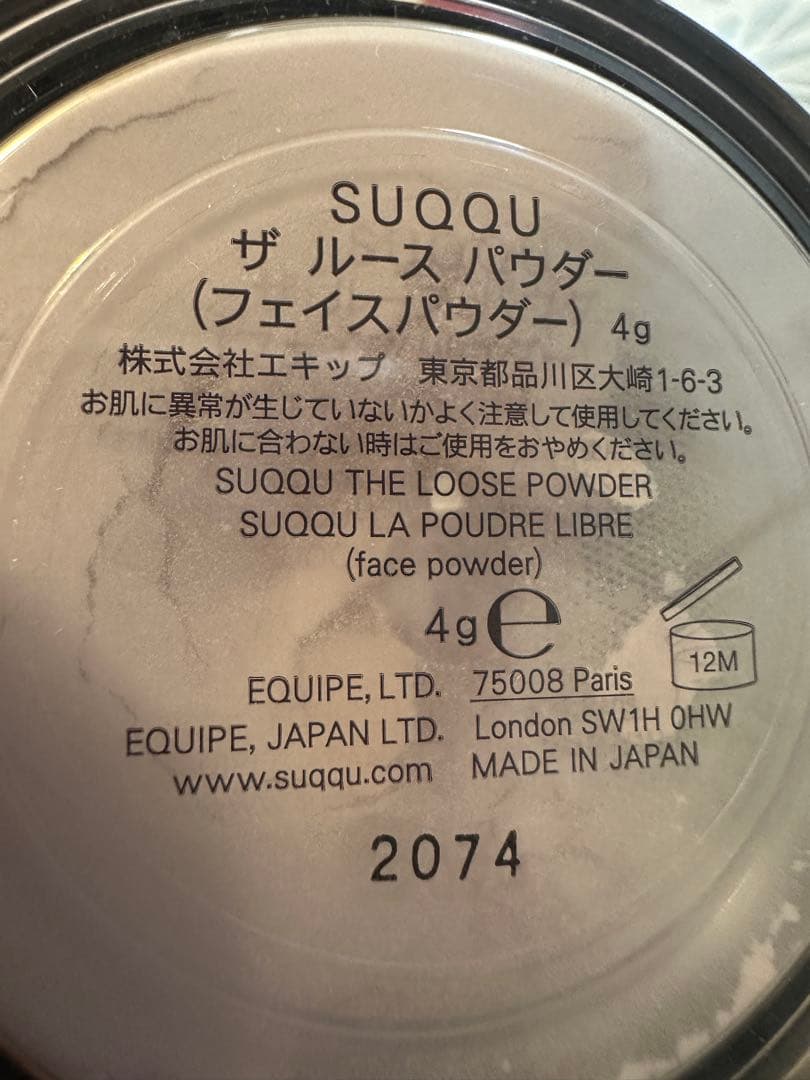 SUQQU
ザ ルース パウダー
(フェイスパウダー) 4g
株式会社エキップ 東京都品川区大崎1-6-3
お肌に異常が生じていないかよく注意して使用してください。
お肌に合わない時はご使用をおやめください。
SUQQU THE LOOSE POWDER
SUQQU LA POUDRE LIBRE
(face powder)
4g ℮
12M
EQUIPE, LTD. 75008 Paris
EQUIPE, JAPAN LTD. London SW1H 0HW
www.suqqu.com MADE IN JAPAN
2074